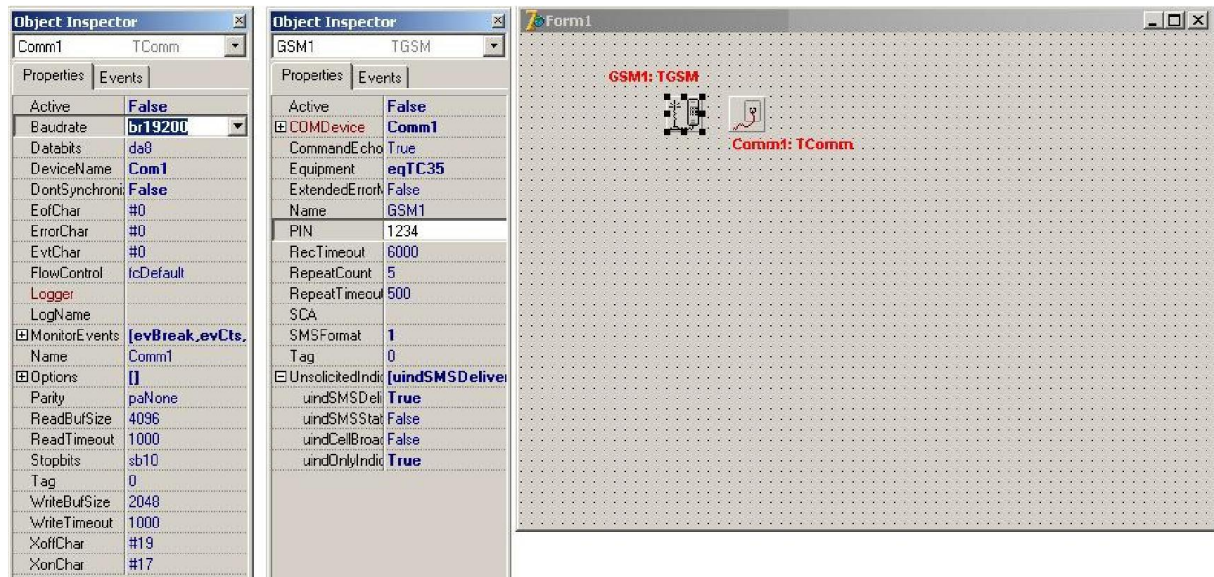 Object Inspector
Comm1 TComm
Properties Events
Active False
Baudrate br19200
Databits da8
DeviceName Com1
DontSynchroni: False
EofChar #0
ErrorChar #0
EvtChar #0
FlowControl fcDefault
Logger
LogName
MonitorEvents [evBreak,evCts,
Name Comm1
Options []
Parity paNone
ReadBufSize 4096
ReadTimeout 1000
Stopbits sb10
Tag 0
WriteBufSize 2048
WriteTimeout 1000
XoffChar #19
XonChar #17
Object Inspector
GSM1 TGSM
Properties Events
Active False
COMDevice Comm1
CommandEcho True
Equipment eqTC35
ExtendedErrorM False
Name GSM1
PIN 1234
RecTimeout 6000
RepeatCount 5
RepeatTimeout 500
SCA
SMSFormat 1
Tag 0
UnsolicitedIndic [uindSMSDeliver
uindSMSDeli True
uindSMSStat False
uindCellBroad False
uindOnlyIndic True
Form1
GSM1: TGSM
Comm1: TComm